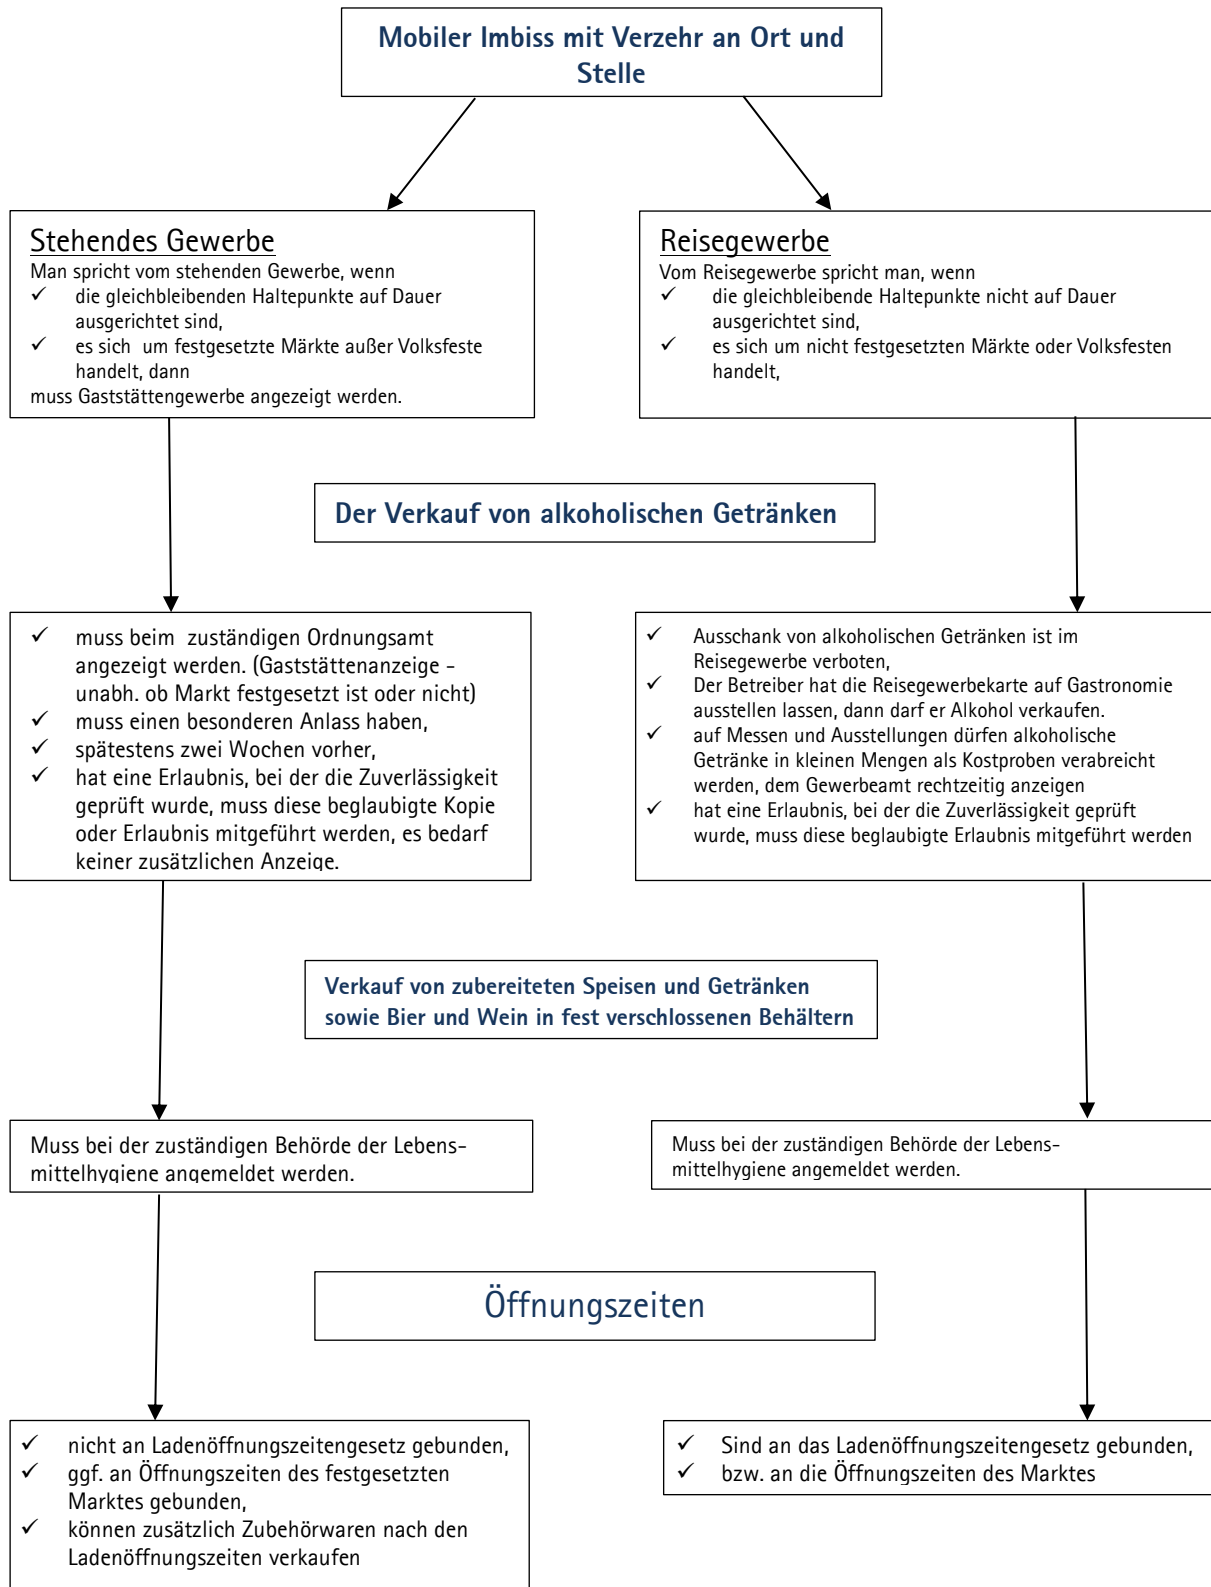 Mobiler Imbiss mit Verzehr an Ort und
Stelle
Stehendes Gewerbe
Man spricht vom stehenden Gewerbe, wenn
✓ die gleichbleibenden Haltepunkte auf Dauer
ausgerichtet sind,
✓ es sich um festgesetzte Märkte außer Volksfeste
handelt, dann
muss Gaststättengewerbe angezeigt werden.
Reisegewerbe
Vom Reisegewerbe spricht man, wenn
✓ die gleichbleibende Haltepunkte nicht auf Dauer
ausgerichtet sind,
✓ es sich um nicht festgesetzten Märkte oder Volksfesten
handelt,
Der Verkauf von alkoholischen Getränken
✓ muss beim zuständigen Ordnungsamt
angezeigt werden. (Gaststättenanzeige -
unabh. ob Markt festgesetzt ist oder nicht)
✓ muss einen besonderen Anlass haben,
✓ spätestens zwei Wochen vorher,
✓ hat eine Erlaubnis, bei der die Zuverlässigkeit
geprüft wurde, muss diese beglaubigte Kopie
oder Erlaubnis mitgeführt werden, es bedarf
keiner zusätzlichen Anzeige.
✓ Ausschank von alkoholischen Getränken ist im
Reisegewerbe verboten,
✓ Der Betreiber hat die Reisegewerbekarte auf Gastronomie
ausstellen lassen, dann darf er Alkohol verkaufen.
✓ auf Messen und Ausstellungen dürfen alkoholische
Getränke in kleinen Mengen als Kostproben verabreicht
werden, dem Gewerbeamt rechtzeitig anzeigen
✓ hat eine Erlaubnis, bei der die Zuverlässigkeit geprüft
wurde, muss diese beglaubigte Erlaubnis mitgeführt werden
Verkauf von zubereiteten Speisen und Getränken
sowie Bier und Wein in fest verschlossenen Behältern
Muss bei der zuständigen Behörde der Lebens-
mittelhygiene angemeldet werden.
Muss bei der zuständigen Behörde der Lebens-
mittelhygiene angemeldet werden.
Öffnungszeiten
✓ nicht an Ladenöffnungszeitengesetz gebunden,
✓ ggf. an Öffnungszeiten des festgesetzten
Marktes gebunden,
✓ können zusätzlich Zubehörwaren nach den
Ladenöffnungszeiten verkaufen
✓ Sind an das Ladenöffnungszeitengesetz gebunden,
✓ bzw. an die Öffnungszeiten des Marktes